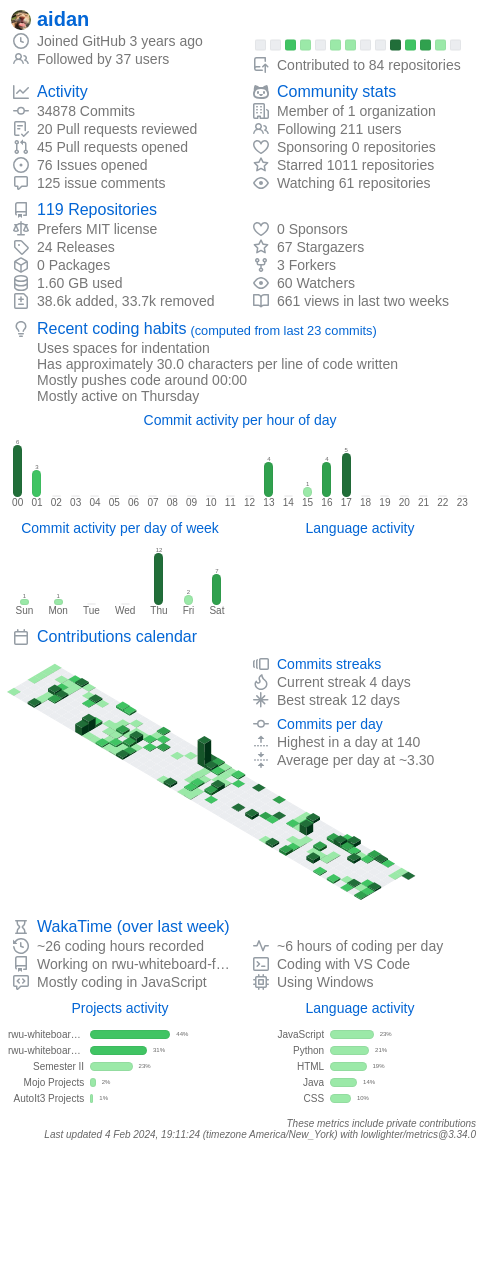 aidan
Joined GitHub 3 years ago
Followed by 37 users
Contributed to 84 repositories
Activity
34878 Commits
20 Pull requests reviewed
45 Pull requests opened
76 Issues opened
125 issue comments
Community stats
Member of 1 organization
Following 211 users
Sponsoring 0 repositories
Starred 1011 repositories
Watching 61 repositories
119 Repositories
Prefers MIT license
24 Releases
0 Packages
1.60 GB used
38.6k added, 33.7k removed
0 Sponsors
67 Stargazers
3 Forkers
60 Watchers
661 views in last two weeks
Recent coding habits (computed from last 23 commits)
Uses spaces for indentation
Has approximately 30.0 characters per line of code written
Mostly pushes code around 00:00
Mostly active on Thursday
Commit activity per hour of day
6 3 4 1 4 5
00 01 02 03 04 05 06 07 08 09 10 11 12 13 14 15 16 17 18 19 20 21 22 23
Commit activity per day of week
1 1 12 2 7
Sun Mon Tue Wed Thu Fri Sat
Language activity
Contributions calendar
Commits streaks
Current streak 4 days
Best streak 12 days
Commits per day
Highest in a day at 140
Average per day at ~3.30
WakaTime (over last week)
~26 coding hours recorded
Working on rwu-whiteboard-f…
Mostly coding in JavaScript
~6 hours of coding per day
Coding with VS Code
Using Windows
Projects activity
rwu-whiteboar… 44%
rwu-whiteboar… 31%
Semester II 23%
Mojo Projects 2%
AutoIt3 Projects 1%
Language activity
JavaScript 23%
Python 21%
HTML 19%
Java 14%
CSS 10%
These metrics include private contributions
Last updated 4 Feb 2024, 19:11:24 (timezone America/New_York) with lowlighter/metrics@3.34.0